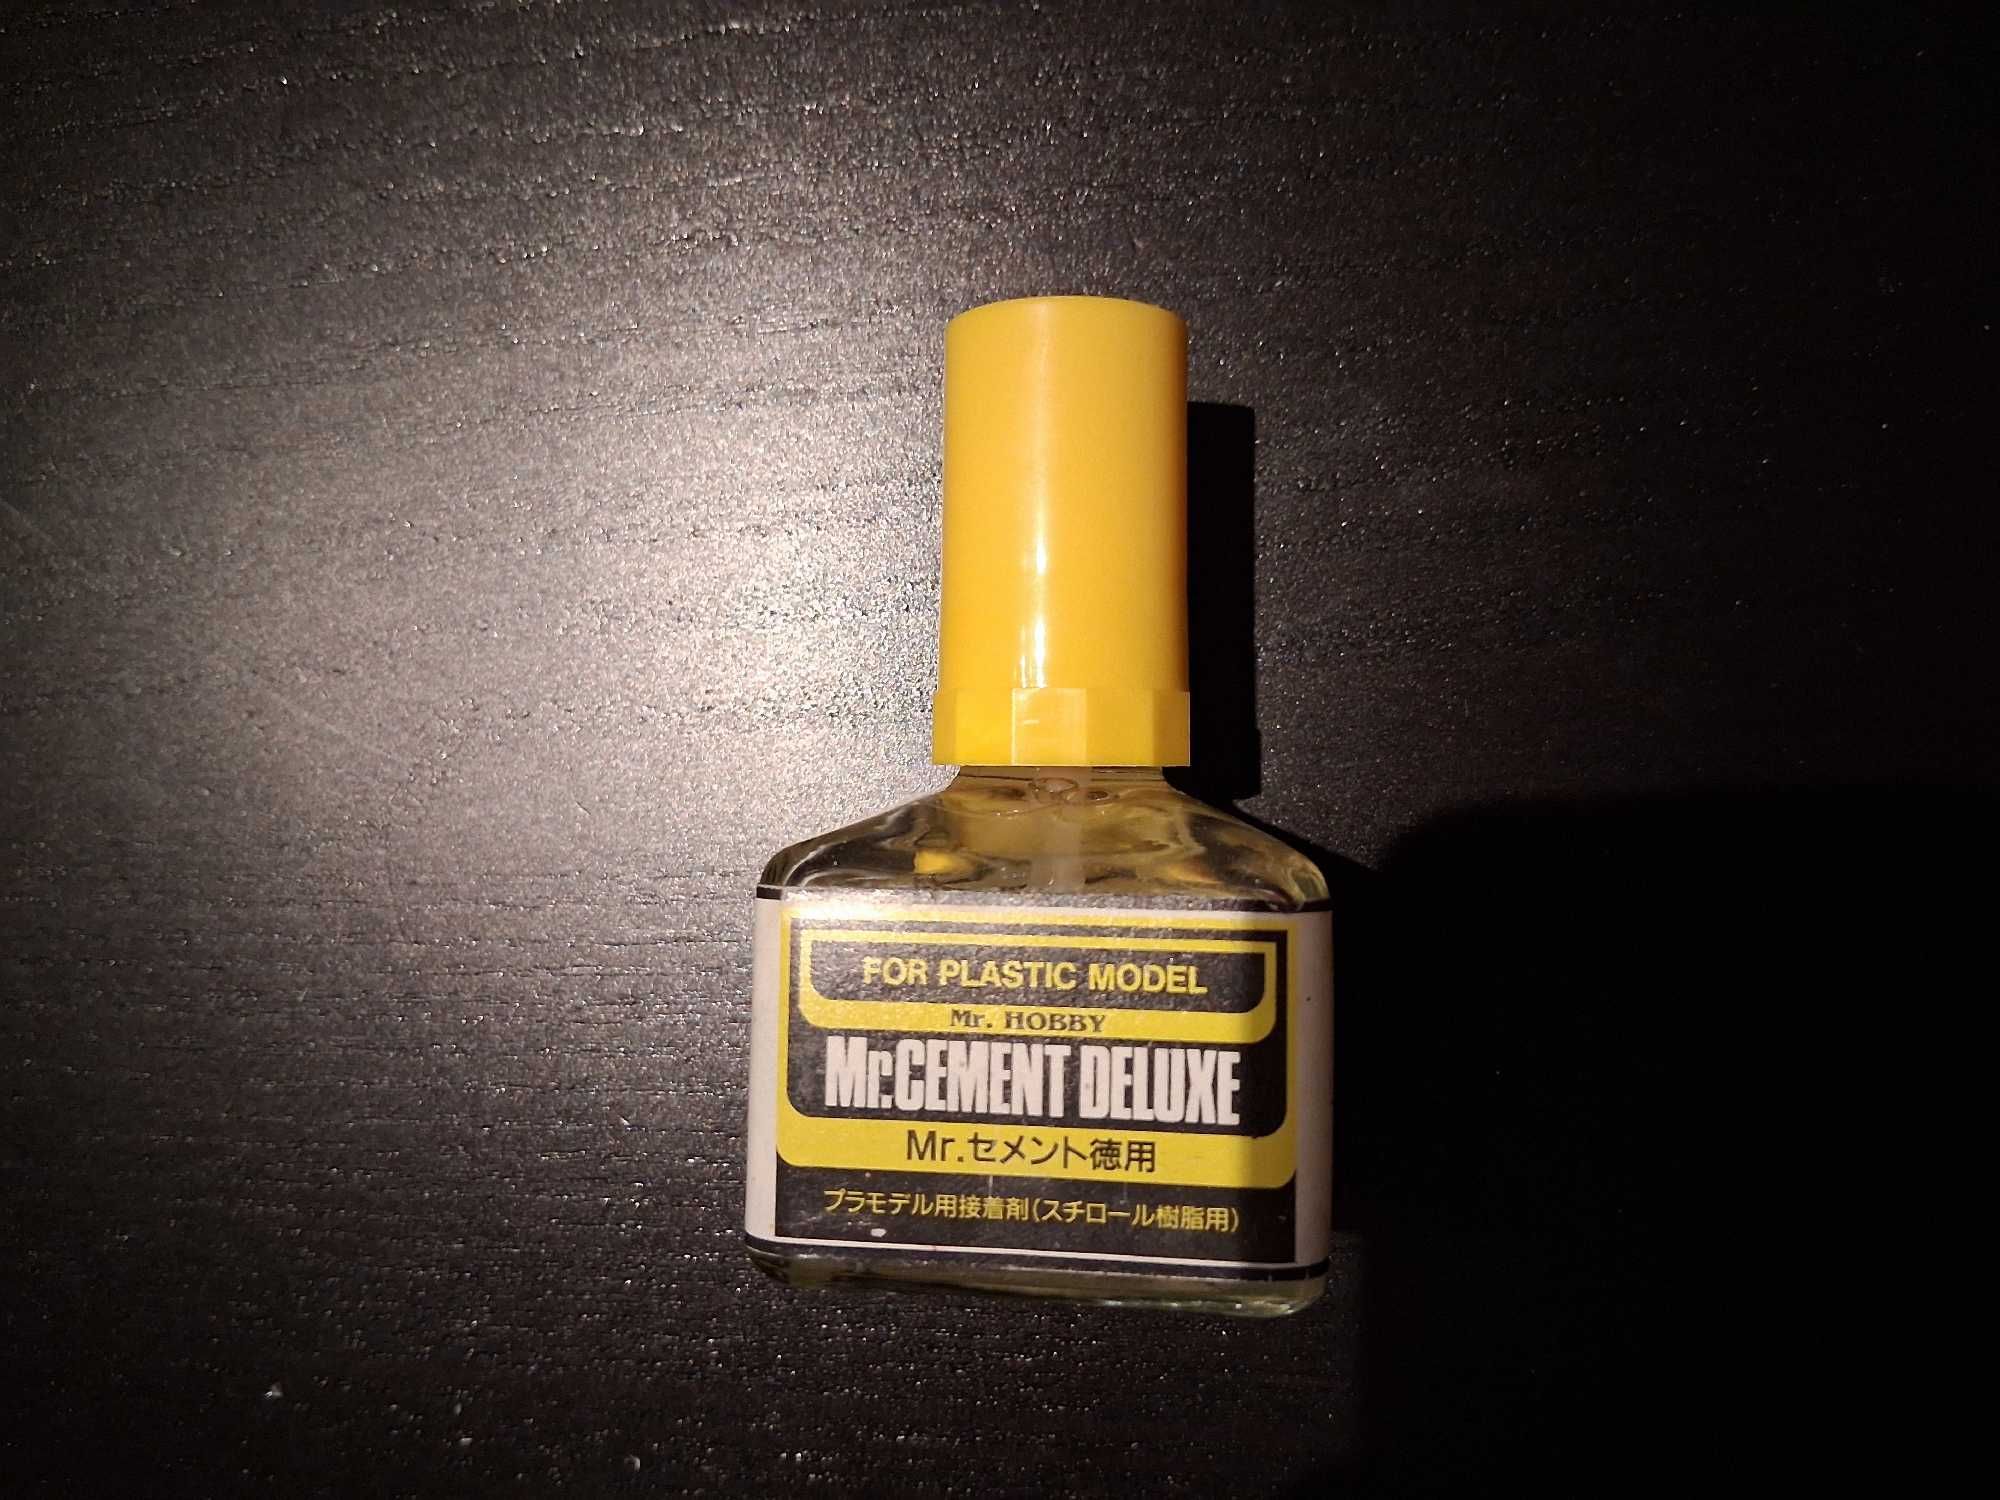 FOR PLASTIC MODEL
Mr. HOBBY
Mr.CEMENT DELUXE
Mr.セメント徳用
プラモデル用接着剤(スチロール樹脂用)